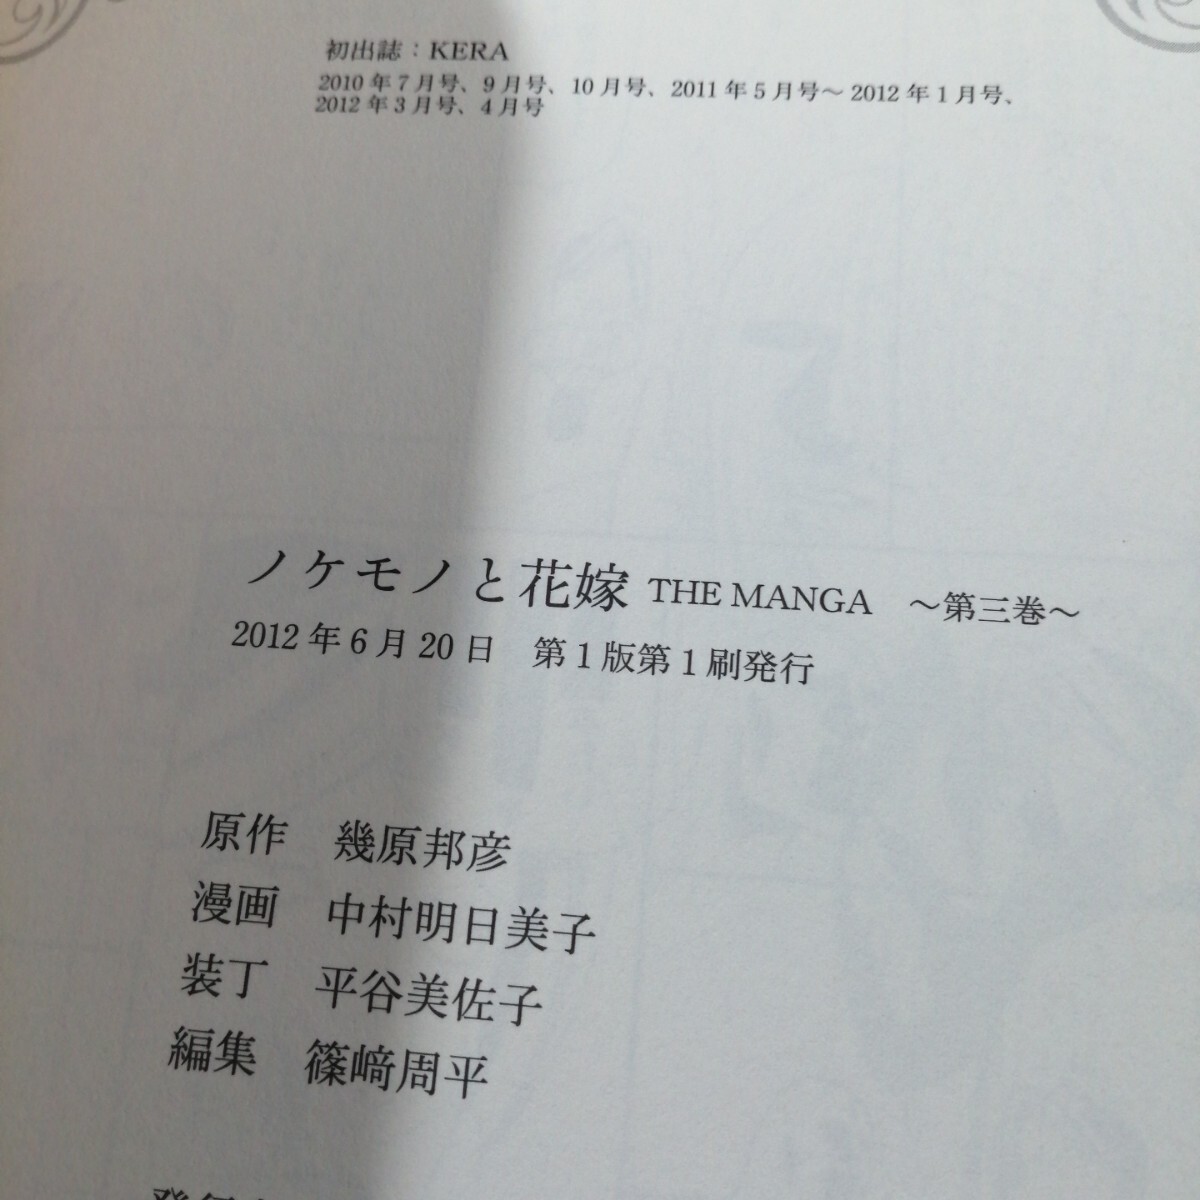 初出誌：KERA
2010年7月号、9月号、10月号、2011年5月号～2012年1月号、
2012年3月号、4月号
ノケモノと花嫁 THE MANGA ～第三巻～
2012年6月20日　第1版第1刷発行
原作　幾原邦彦
漫画　中村明日美子
装丁　平谷美佐子
編集　篠﨑周平